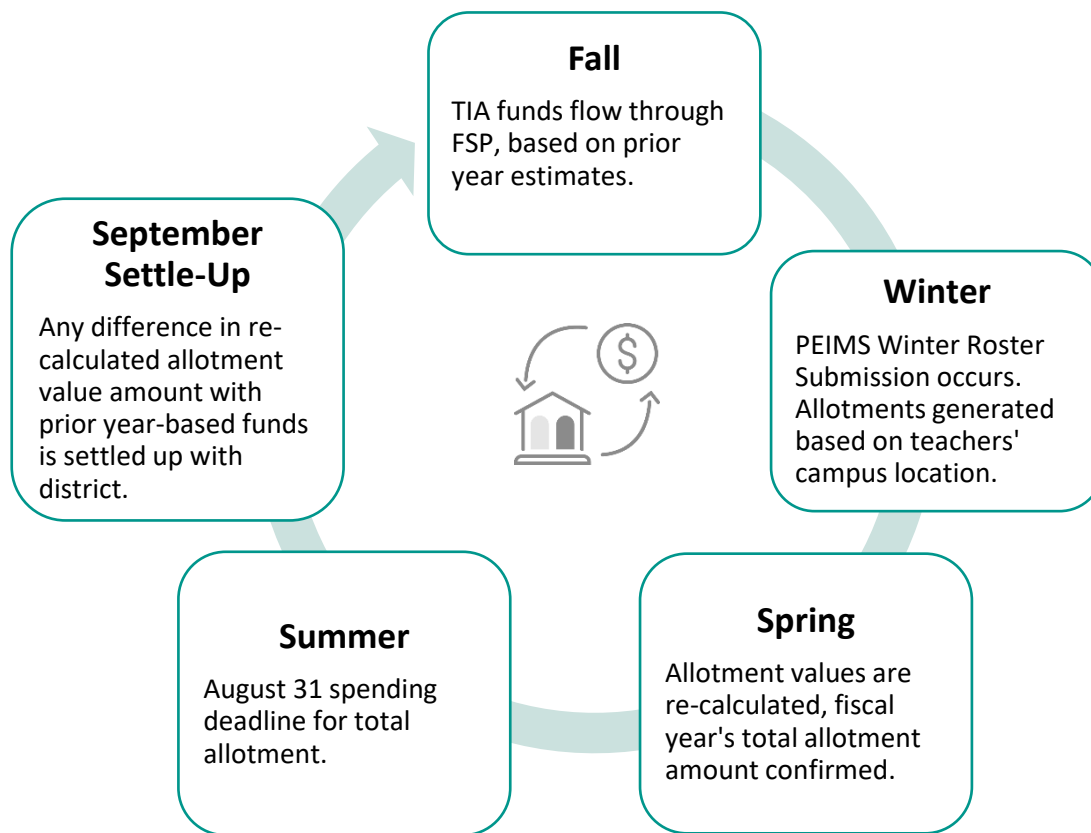 Fall
TIA funds flow through
FSP, based on prior
year estimates.
Winter
PEIMS Winter Roster
Submission occurs.
Allotments generated
based on teachers'
campus location.
Spring
Allotment values are
re-calculated, fiscal
year's total allotment
amount confirmed.
Summer
August 31 spending
deadline for total
allotment.
September
Settle-Up
Any difference in re-
calculated allotment
value amount with
prior year-based funds
is settled up with
district.
$